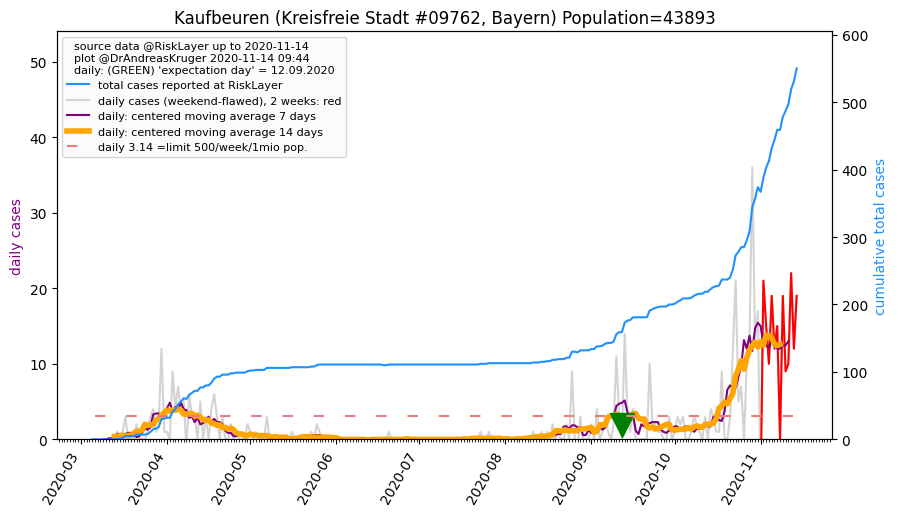 Kaufbeuren (Kreisfreie Stadt #09762, Bayern) Population=43893
source data @RiskLayer up to 2020-11-14
plot @DrAndreasKruger 2020-11-14 09:44
daily: (GREEN) 'expectation day' = 12.09.2020
total cases reported at RiskLayer
daily cases (weekend-flawed), 2 weeks: red
daily: centered moving average 7 days
daily: centered moving average 14 days
daily 3.14 =limit 500/week/1mio pop.
daily cases
50
40
30
20
10
0
cumulative total cases
600
500
400
300
200
100
0
2020-03
2020-04
2020-05
2020-06
2020-07
2020-08
2020-09
2020-10
2020-11